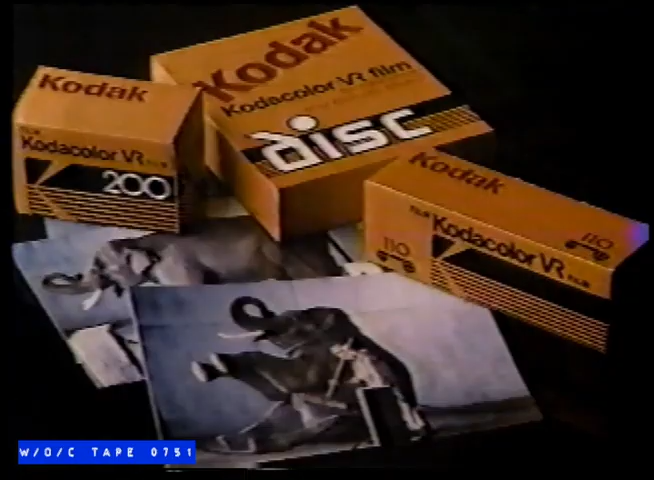 Kodak
FILM
Kodacolor VR FILM
200
Kodak
Kodacolor VR film
disc
Kodak
110
110
FILM
Kodacolor VR FILM
W/O/C TAPE 0751